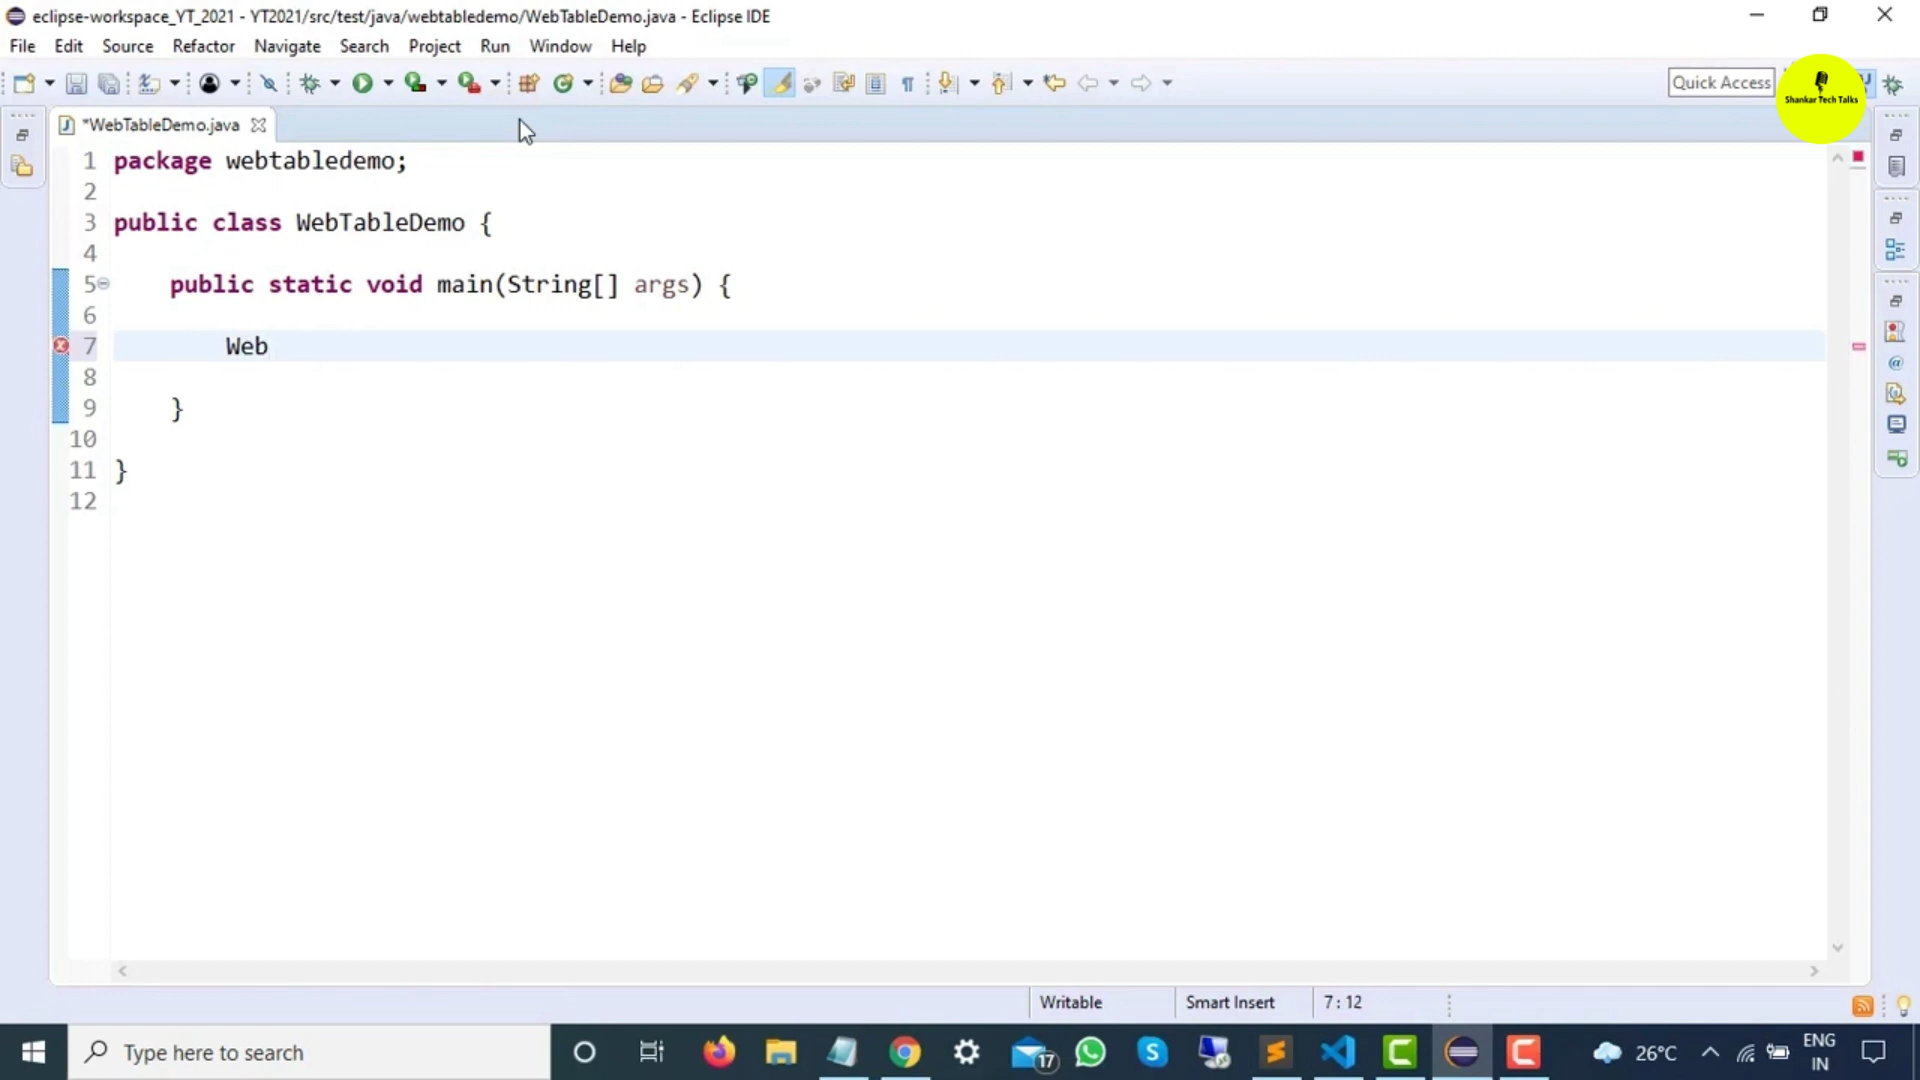 eclipse-workspace_YT_2021 - YT2021/src/test/java/webtabledemo/WebTableDemo.java - Eclipse IDE
File Edit Source Refactor Navigate Search Project Run Window Help
Quick Access
Shankar Tech Talks
*WebTableDemo.java
1 package webtabledemo;
2
3 public class WebTableDemo {
4
5 public static void main(String[] args) {
6
7 Web
8
9 }
10
11 }
12
Writable Smart Insert 7 : 12
Type here to search
17
26°C
ENG
IN